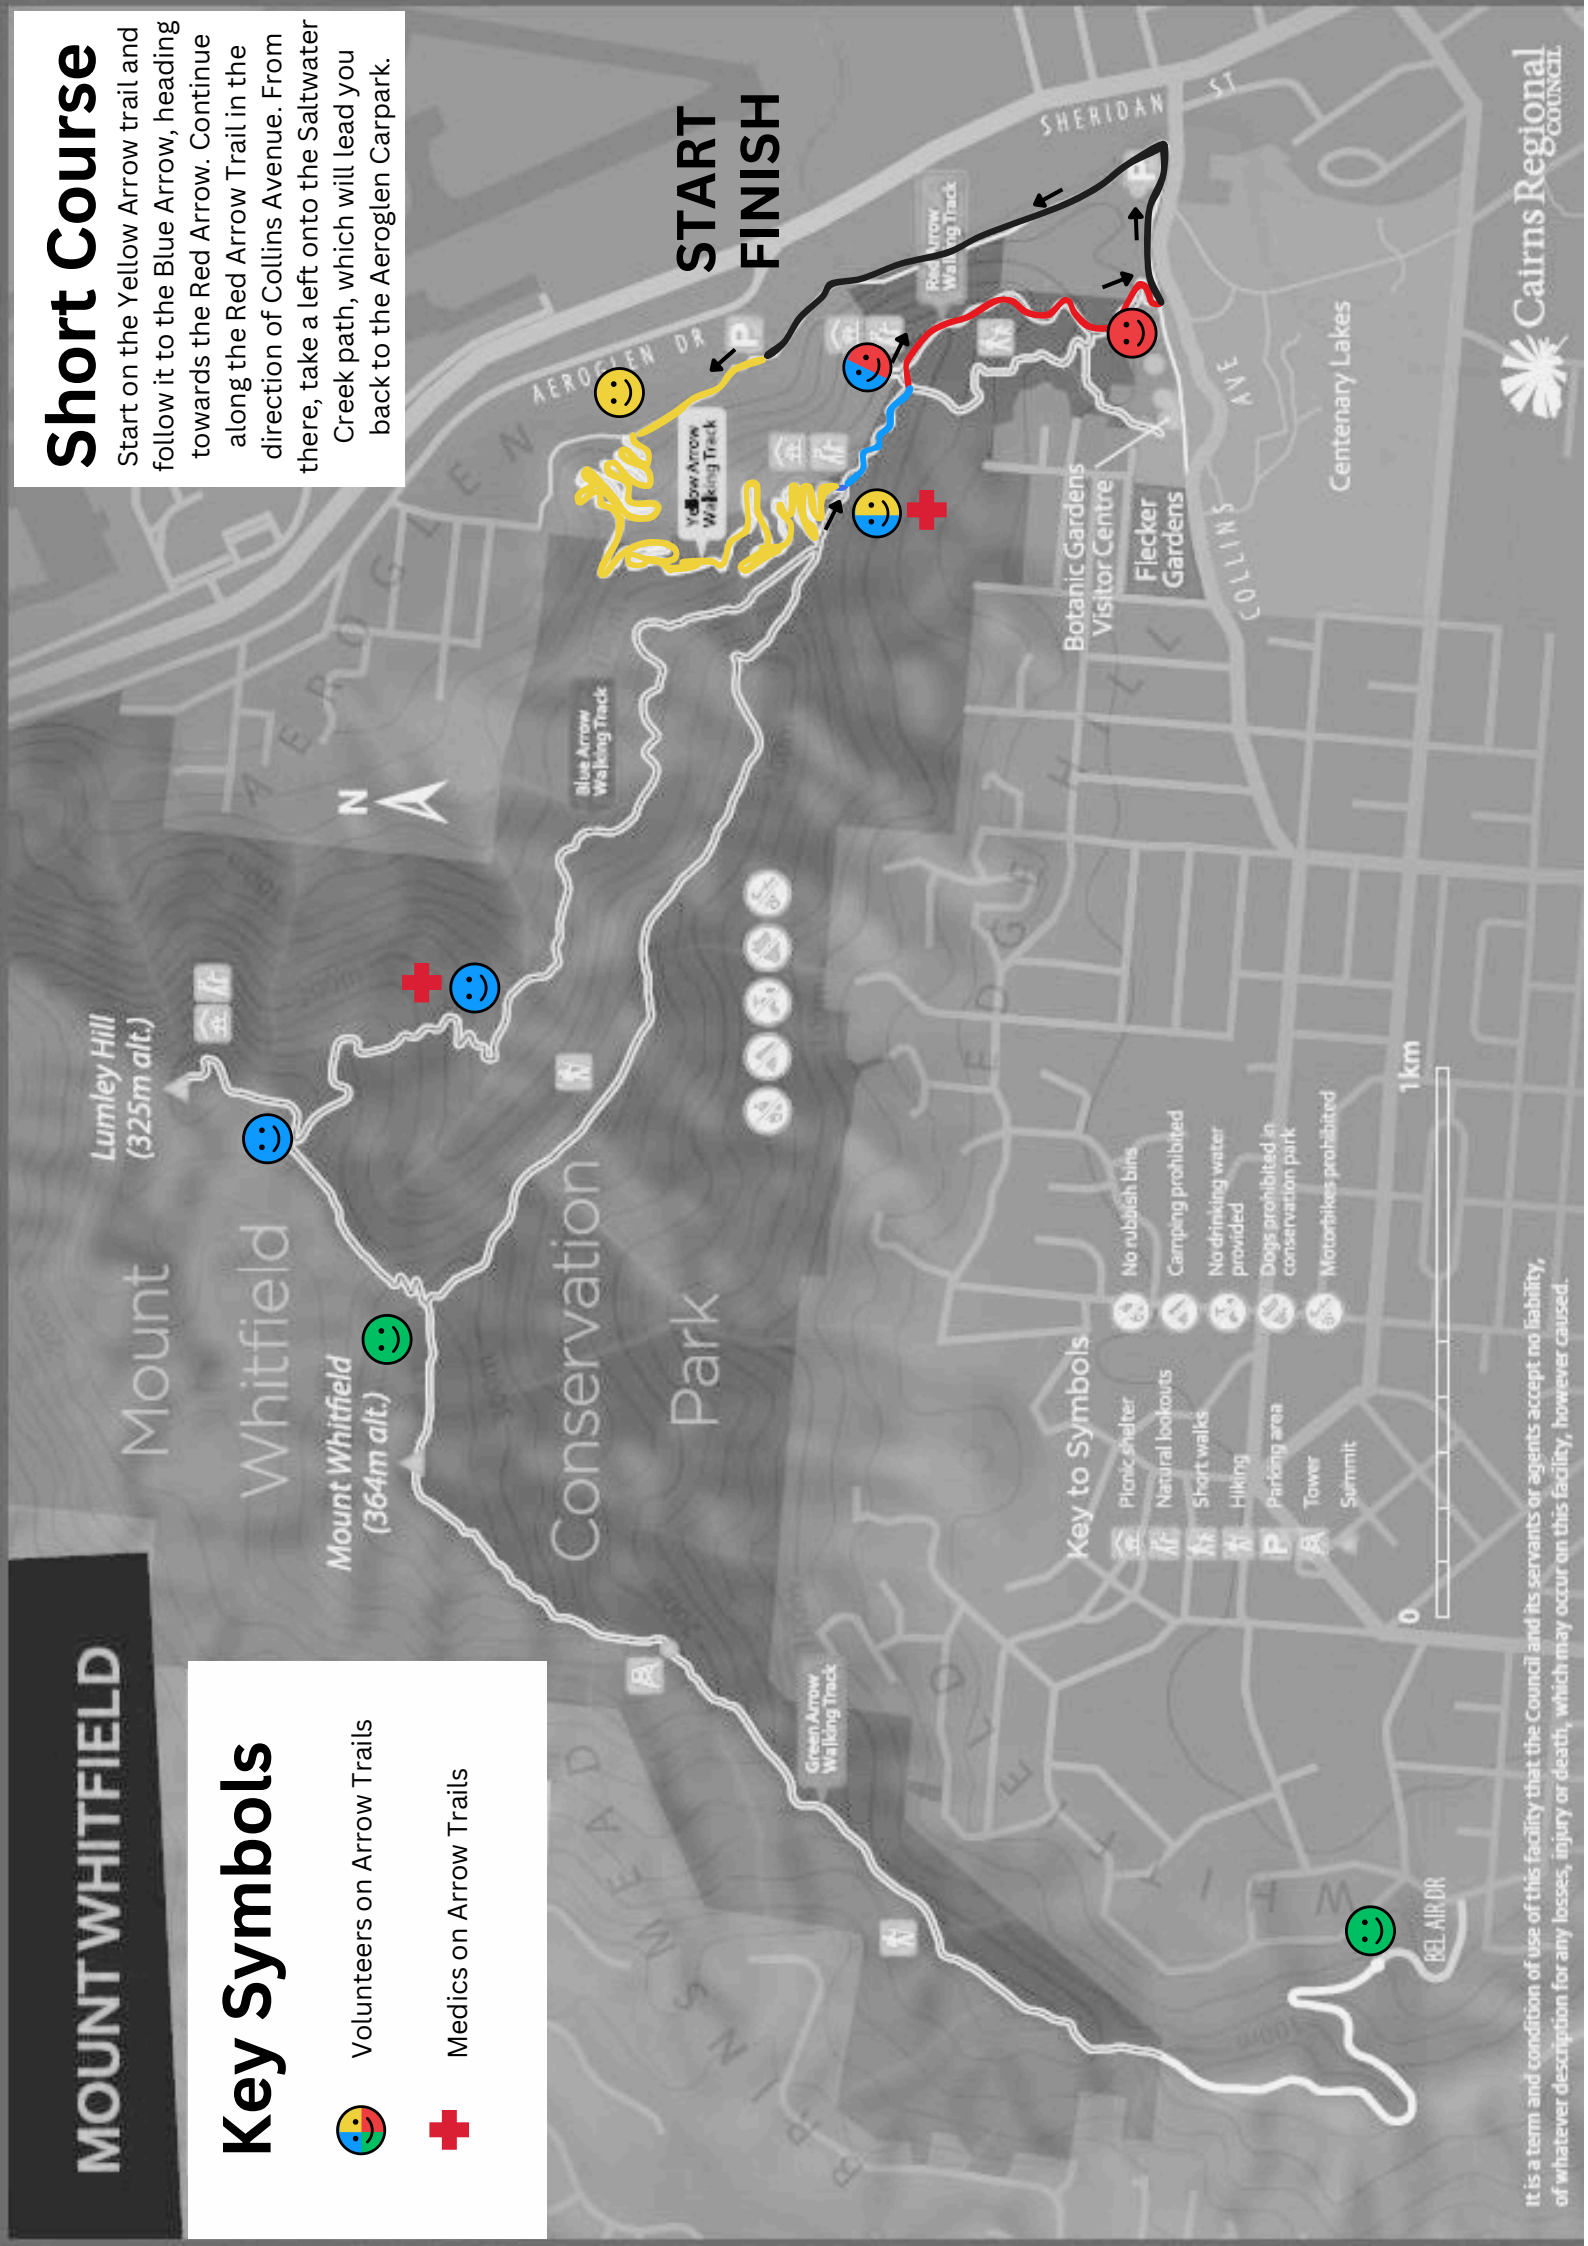 MOUNT WHITFIELD
Key Symbols
Volunteers on Arrow Trails
Medics on Arrow Trails
Short Course
Start on the Yellow Arrow trail and
follow it to the Blue Arrow, heading
towards the Red Arrow. Continue
along the Red Arrow Trail in the
direction of Collins Avenue. From
there, take a left onto the Saltwater
Creek path, which will lead you
back to the Aeroglen Carpark.
START
FINISH
Lumley Hill
(325m alt.)
Mount
Whitfield
Conservation
Park
Mount Whitfield
(364m alt.)
N
AEROGLEN
AEROGLEN DR
SHERIDAN ST
Yellow Arrow
Walking Track
Blue Arrow
Walking Track
Red Arrow
Walking Track
Green Arrow
Walking Track
P
P
Botanic Gardens
Visitor Centre
Flecker
Gardens
COLLINS AVE
Centenary Lakes
EDGE HILL
WHITFIELD
BEL AIR DR
Key to Symbols
Picnic shelter
Natural lookouts
Short walks
Hiking
P
Parking area
Tower
Summit
No rubbish bins
Camping prohibited
No drinking water
provided
Dogs prohibited in
conservation park
Motorbikes prohibited
0
1km
Cairns Regional
COUNCIL
It is a term and condition of use of this facility that the Council and its servants or agents accept no liability,
of whatever description for any losses, injury or death, which may occur on this facility, however caused.